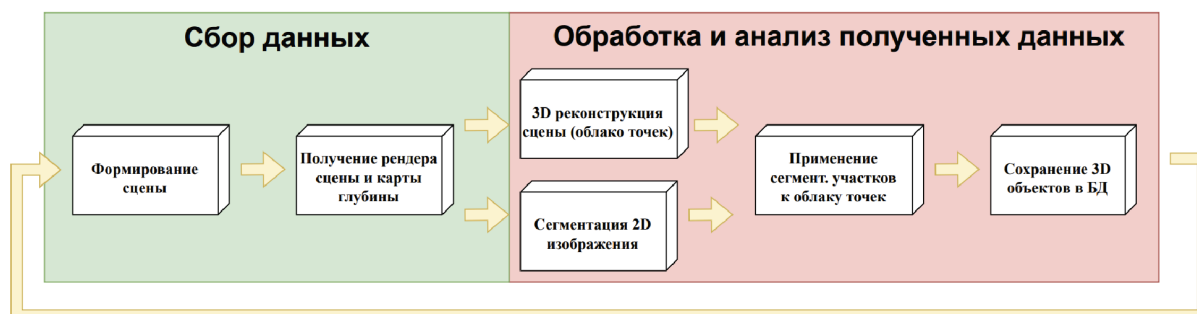 Сбор данных
Обработка и анализ полученных данных
Формирование
сцены
Получение рендера
сцены и карты
глубины
3D реконструкция
сцены (облако точек)
Сегментация 2D
изображения
Применение
сегмент. участков
к облаку точек
Сохранение 3D
объектов в БД